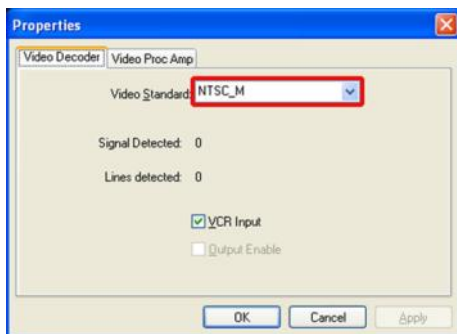 Properties
Video Decoder Video Proc Amp
Video Standard: NTSC_M
Signal Detected: 0
Lines detected: 0
VCR Input
Output Enable
OK Cancel Apply